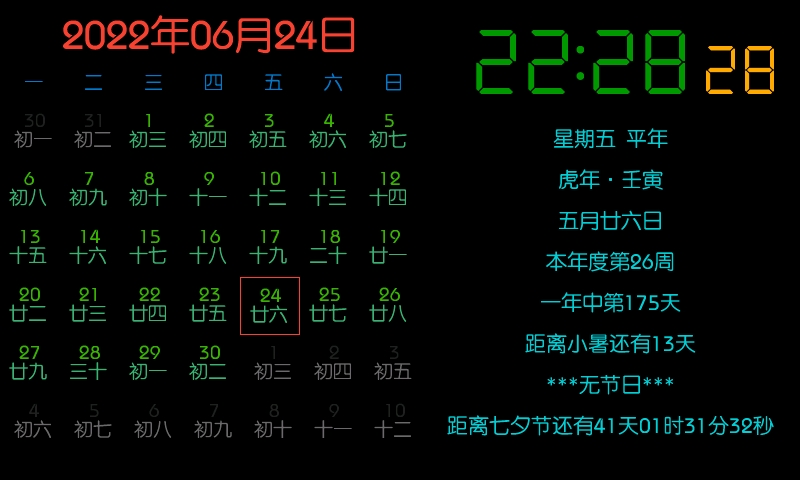 2022年06月24日
一 二 三 四 五 六 日
30 31 1 2 3 4 5
初一 初二 初三 初四 初五 初六 初七
6 7 8 9 10 11 12
初八 初九 初十 十一 十二 十三 十四
13 14 15 16 17 18 19
十五 十六 十七 十八 十九 二十 廿一
20 21 22 23 24 25 26
廿二 廿三 廿四 廿五 廿六 廿七 廿八
27 28 29 30 1 2 3
廿九 三十 初一 初二 初三 初四 初五
4 5 6 7 8 9 10
初六 初七 初八 初九 初十 十一 十二
22:28 28
星期五 平年
虎年·壬寅
五月廿六日
本年度第26周
一年中第175天
距离小暑还有13天
***无节日***
距离七夕节还有41天01时31分32秒